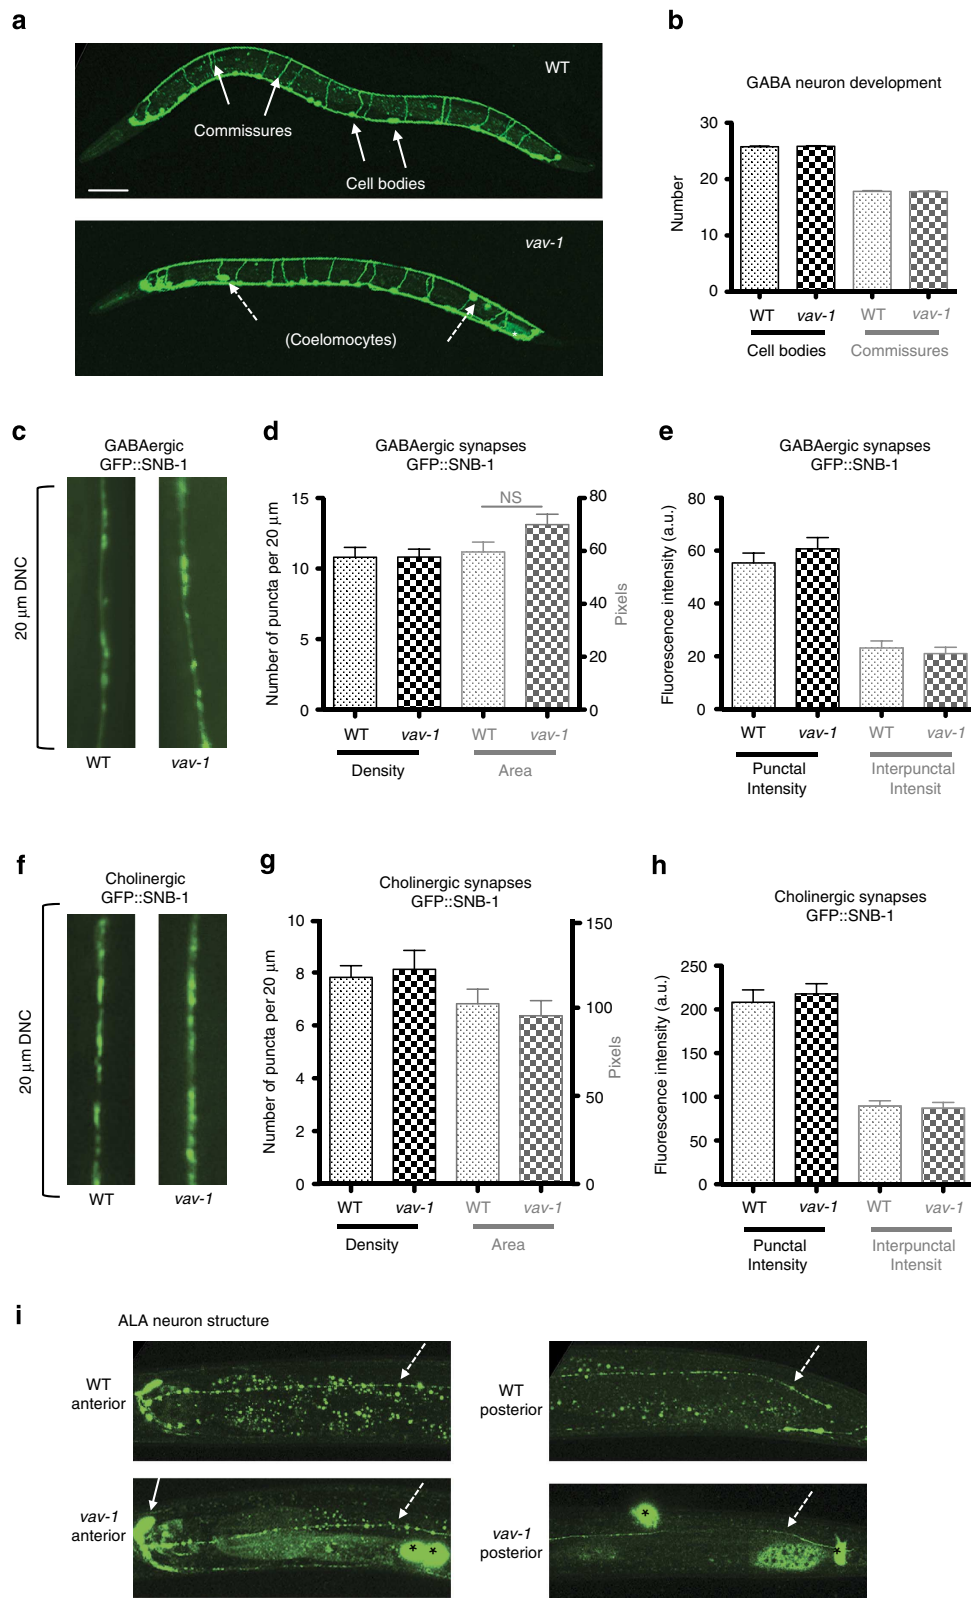 a
WT
Commissures
Cell bodies
vav-1
(Coelomocytes)
*
b
GABA neuron development
Number
30
20
10
0
WT vav-1 WT vav-1
Cell bodies Commissures
c
GABAergic
GFP::SNB-1
20 μm DNC
WT vav-1
d
GABAergic synapses
GFP::SNB-1
Number of puncta per 20 μm
15
10
5
0
NS
80
60
40
20
0
Pixels
WT vav-1 WT vav-1
Density Area
e
GABAergic synapses
GFP::SNB-1
Fluorescence intensity (a.u.)
80
60
40
20
0
WT vav-1 WT vav-1
Punctal Interpunctal
Intensity Intensit
f
Cholinergic
GFP::SNB-1
20 μm DNC
WT vav-1
g
Cholinergic synapses
GFP::SNB-1
Number of puncta per 20 μm
10
8
6
4
2
0
150
100
50
0
Pixels
WT vav-1 WT vav-1
Density Area
h
Cholinergic synapses
GFP::SNB-1
Fluorescence intensity (a.u.)
250
200
150
100
50
0
WT vav-1 WT vav-1
Punctal Interpunctal
Intensity Intensit
i
ALA neuron structure
WT
anterior
WT
posterior
vav-1
anterior
* *
vav-1
posterior
* *